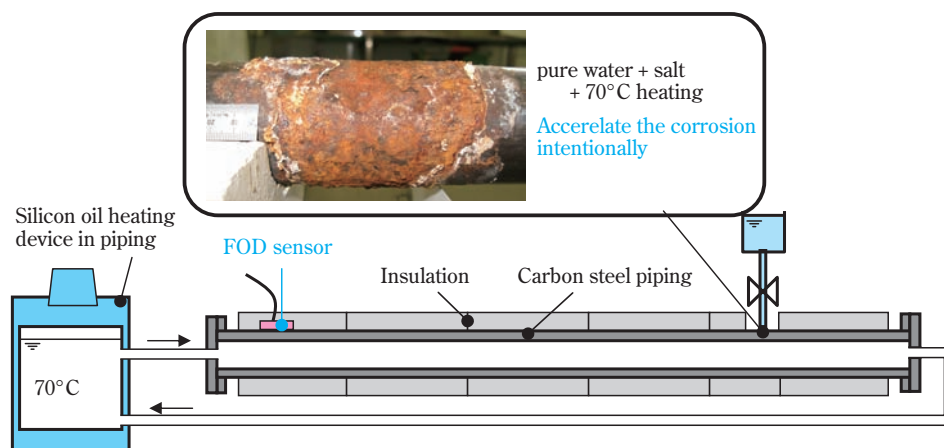 pure water + salt
+ 70°C heating
Accerelate the corrosion
intentionally
Silicon oil heating
device in piping
FOD sensor
Insulation
Carbon steel piping
70°C